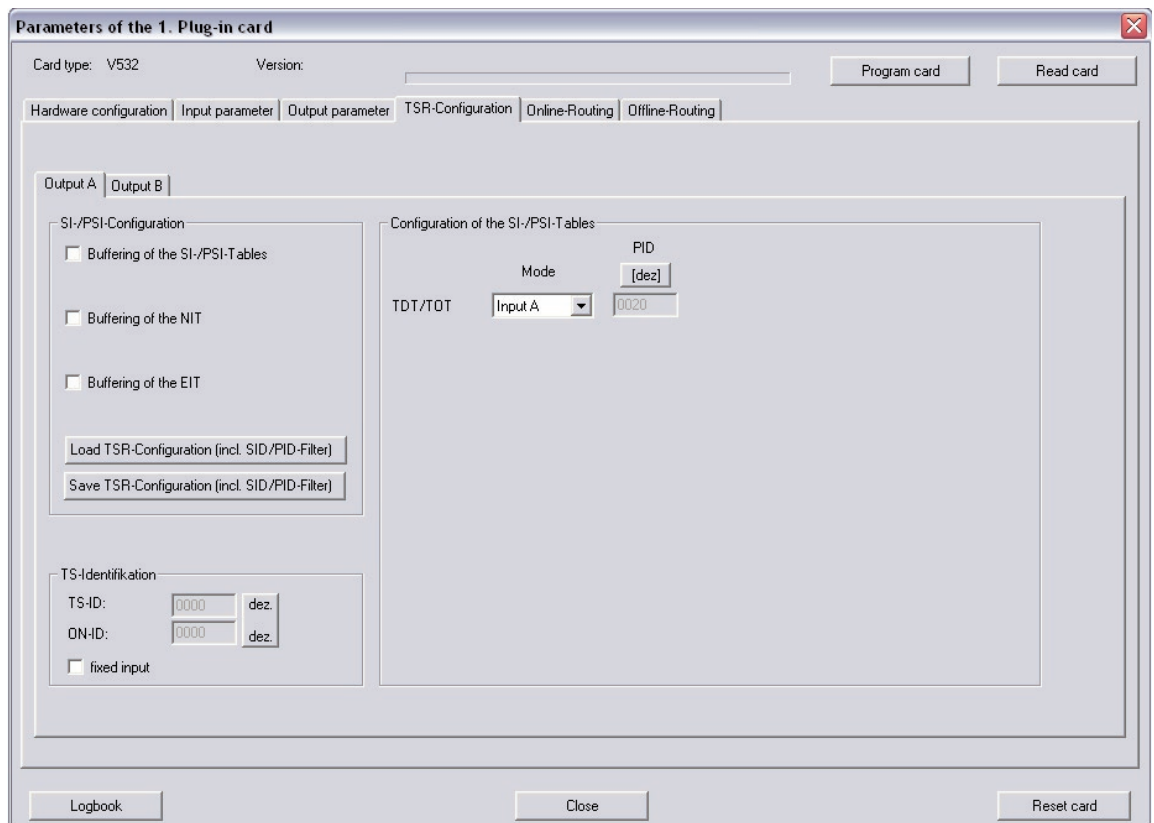 Parameters of the 1. Plug-in card
Card type: V532 Version: Program card Read card
Hardware configuration Input parameter Output parameter TSR-Configuration Online-Routing Offline-Routing
Output A Output B
SI-/PSI-Configuration
Buffering of the SI-/PSI-Tables
Buffering of the NIT
Buffering of the EIT
Load TSR-Configuration (incl. SID/PID-Filter)
Save TSR-Configuration (incl. SID/PID-Filter)
Configuration of the SI-/PSI-Tables
PID
Mode [dez]
TDT/TOT Input A 0020
TS-Identifikation
TS-ID: 0000 dez.
ON-ID: 0000 dez.
fixed input
Logbook Close Reset card